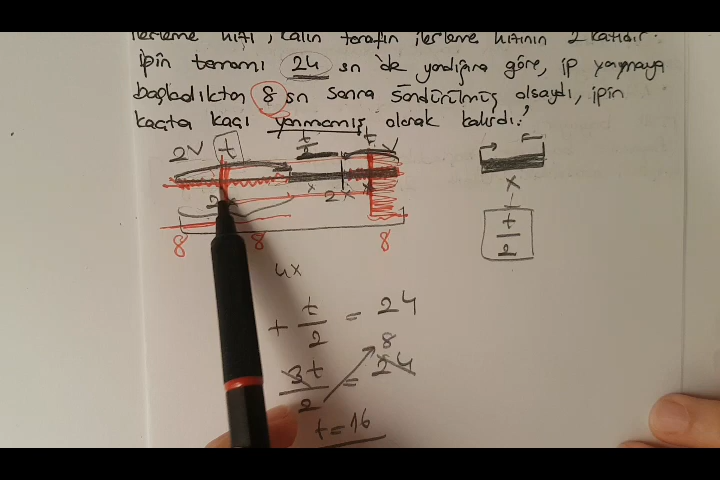 ilerleme hızı, kalın tarafın ilerleme hızının 2 katıdır.
İpin tamamı 24 sn 'de yandığına göre, ip yanmaya
başladıktan 8 sn sonra söndürülmüş olsaydı, ipin
kaçta kaçı yanmamış olarak kalırdı?
2V t t/2 t V
x 2x x
8 8 8
4x
x
t/2
+ t/2 = 24
3t/2 = 24 8
t=16